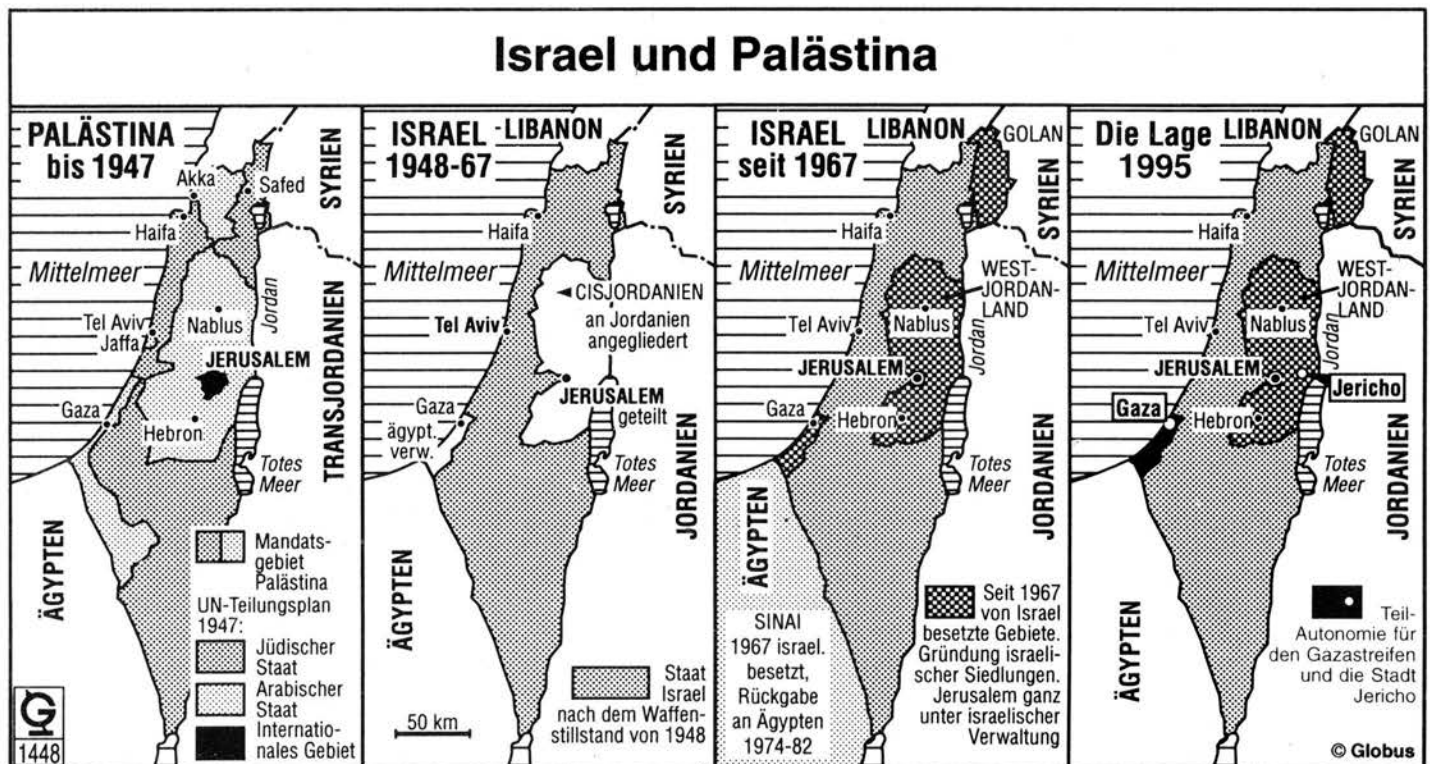 Israel und Palästina
PALÄSTINA
bis 1947
Akka
Safed
SYRIEN
Haifa
Mittelmeer
Jordan
Tel Aviv
Jaffa
Nablus
JERUSALEM
TRANSJORDANIEN
Gaza
Hebron
Totes
Meer
ÄGYPTEN
Mandats-
gebiet
Palästina
UN-Teilungsplan
1947:
Jüdischer
Staat
Arabischer
Staat
Internatio-
nales Gebiet
G
1448
ISRAEL
1948-67
LIBANON
SYRIEN
Haifa
Mittelmeer
CISJORDANIEN
an Jordanien
angegliedert
Tel Aviv
JERUSALEM
geteilt
Gaza
ägypt.
verw.
Totes
Meer
JORDANIEN
ÄGYPTEN
Staat
Israel
nach dem Waffen-
stillstand von 1948
50 km
ISRAEL
seit 1967
LIBANON
GOLAN
SYRIEN
Haifa
Mittelmeer
WEST-
JORDAN-
LAND
Nablus
Tel Aviv
Jordan
JERUSALEM
Gaza
Hebron
Totes
Meer
JORDANIEN
ÄGYPTEN
SINAI
1967 israel.
besetzt,
Rückgabe
an Ägypten
1974-82
Seit 1967
von Israel
besetzte Gebiete.
Gründung israeli-
scher Siedlungen.
Jerusalem ganz
unter israelischer
Verwaltung
Die Lage
1995
LIBANON
GOLAN
SYRIEN
Haifa
Mittelmeer
WEST-
JORDAN-
LAND
Nablus
Tel Aviv
Jordan
JERUSALEM
Jericho
Gaza
Hebron
Totes
Meer
JORDANIEN
ÄGYPTEN
Teil-
Autonomie für
den Gazastreifen
und die Stadt
Jericho
© Globus